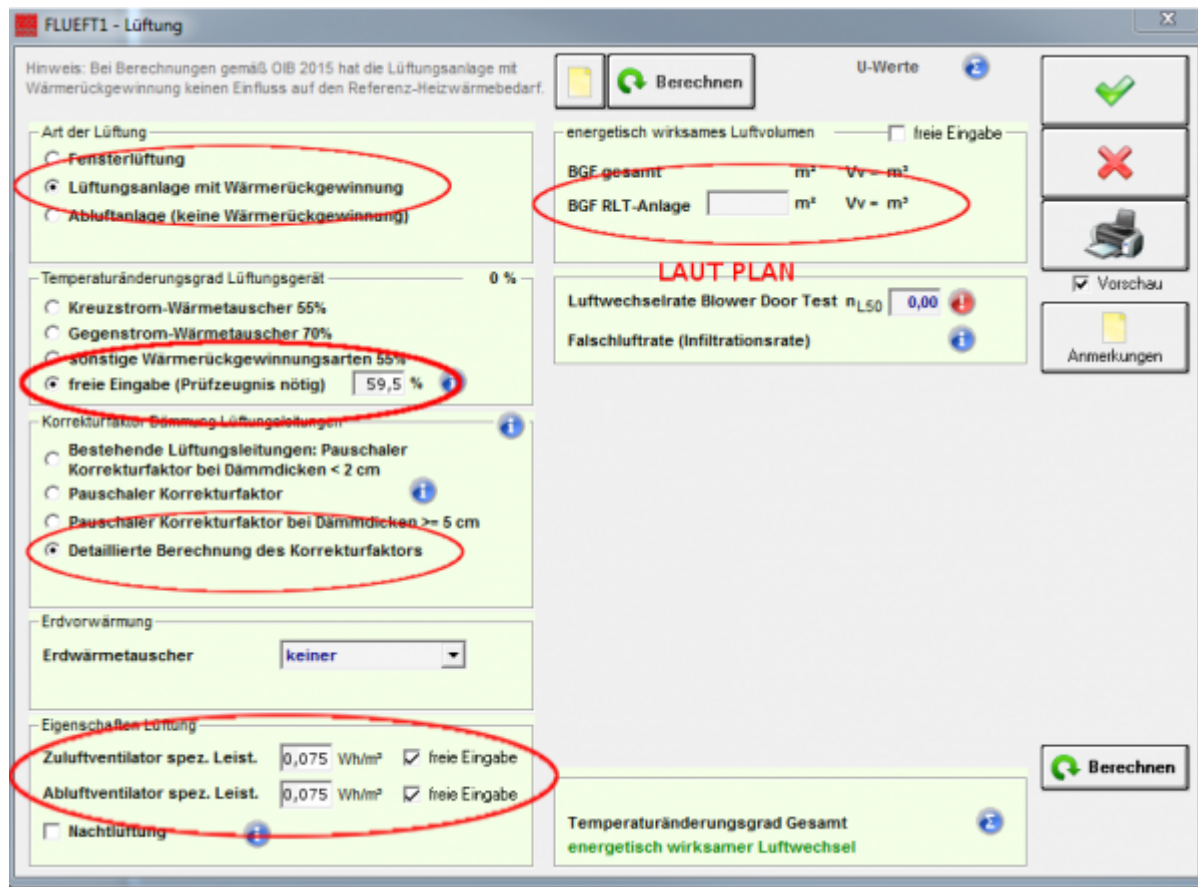 FLUEFT1 - Lüftung
Hinweis: Bei Berechnungen gemäß OIB 2015 hat die Lüftungsanlage mit
Wärmerückgewinnung keinen Einfluss auf den Referenz-Heizwärmebedarf.
Berechnen
U-Werte
Art der Lüftung
Fensterlüftung
Lüftungsanlage mit Wärmerückgewinnung
Abluftanlage (keine Wärmerückgewinnung)
energetisch wirksames Luftvolumen
freie Eingabe
BGF gesamt m² Vv = m³
BGF RLT-Anlage m² Vv = m³
LAUT PLAN
Vorschau
Anmerkungen
Temperaturänderungsgrad Lüftungsgerät 0 %
Kreuzstrom-Wärmetauscher 55%
Gegenstrom-Wärmetauscher 70%
sonstige Wärmerückgewinnungsarten 55%
freie Eingabe (Prüfzeugnis nötig) 59,5 %
Luftwechselrate Blower Door Test nL50 0,00
Falschluftrate (Infiltrationsrate)
Korrekturfaktor Dämmung Lüftungsleitungen
Bestehende Lüftungsleitungen: Pauschaler
Korrekturfaktor bei Dämmdicken < 2 cm
Pauschaler Korrekturfaktor
Pauschaler Korrekturfaktor bei Dämmdicken >= 5 cm
Detaillierte Berechnung des Korrekturfaktors
Erdvorwärmung
Erdwärmetauscher keiner
Eigenschaften Lüftung
Zuluftventilator spez. Leist. 0,075 Wh/m³ freie Eingabe
Abluftventilator spez. Leist. 0,075 Wh/m³ freie Eingabe
Nachtlüftung
Berechnen
Temperaturänderungsgrad Gesamt
energetisch wirksamer Luftwechsel